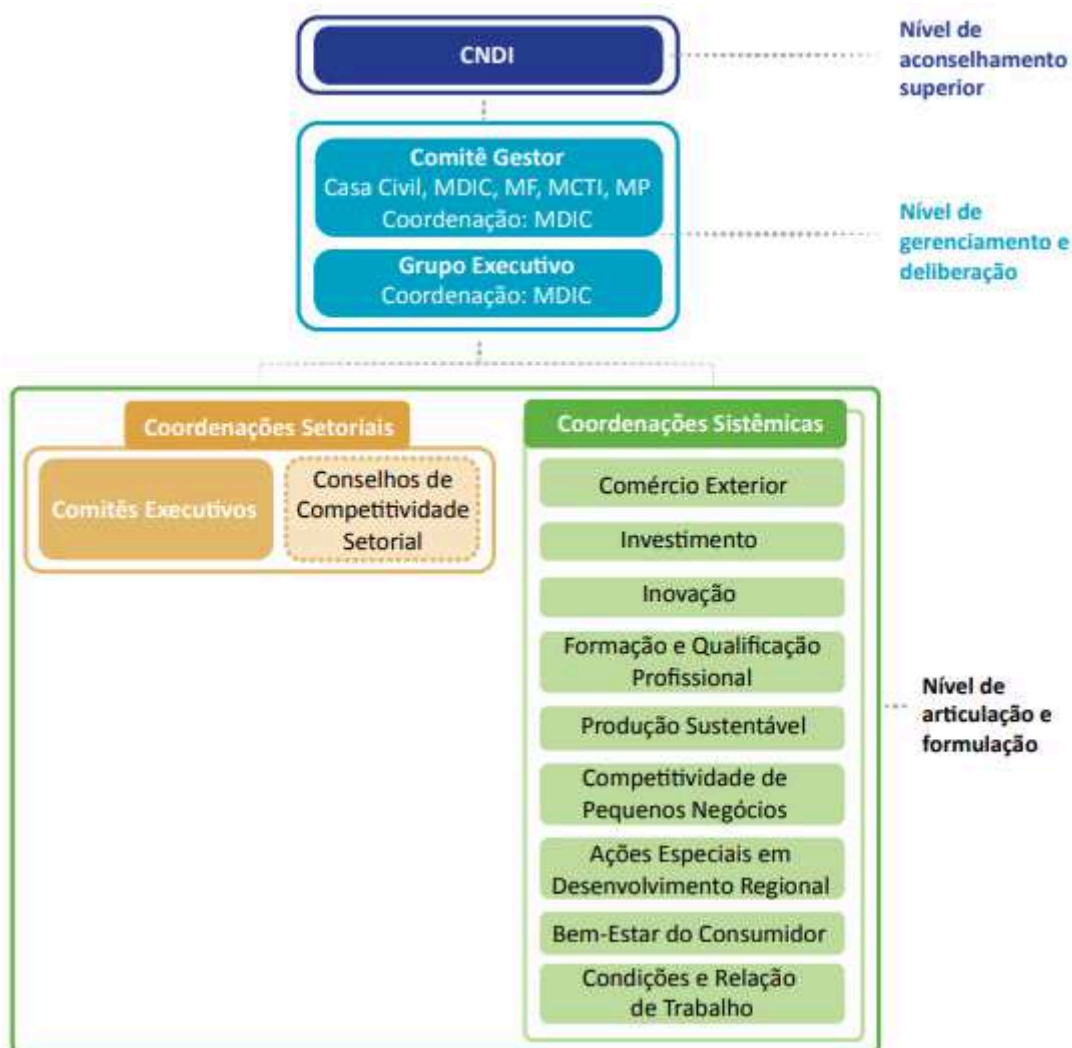 CNDI
Nível de
aconselhamento
superior
Comitê Gestor
Casa Civil, MDIC, MF, MCTI, MP
Coordenação: MDIC
Grupo Executivo
Coordenação: MDIC
Nível de
gerenciamento e
deliberação
Coordenações Setoriais
Comitês Executivos
Conselhos de
Competitividade
Setorial
Coordenações Sistêmicas
Comércio Exterior
Investimento
Inovação
Formação e Qualificação
Profissional
Produção Sustentável
Competitividade de
Pequenos Negócios
Ações Especiais em
Desenvolvimento Regional
Bem-Estar do Consumidor
Condições e Relação
de Trabalho
Nível de
articulação e
formulação